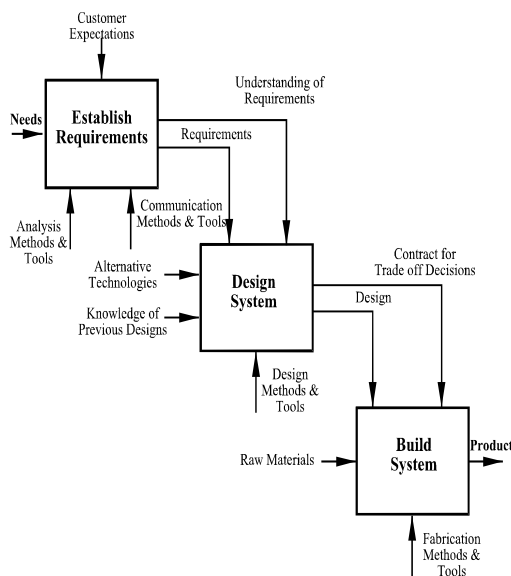 Customer
Expectations
Needs
Establish
Requirements
Understanding of
Requirements
Requirements
Analysis
Methods &
Tools
Communication
Methods & Tools
Alternative
Technologies
Knowledge of
Previous Designs
Design
System
Contract for
Trade off Decisions
Design
Design
Methods &
Tools
Raw Materials
Build
System
Product
Fabrication
Methods &
Tools